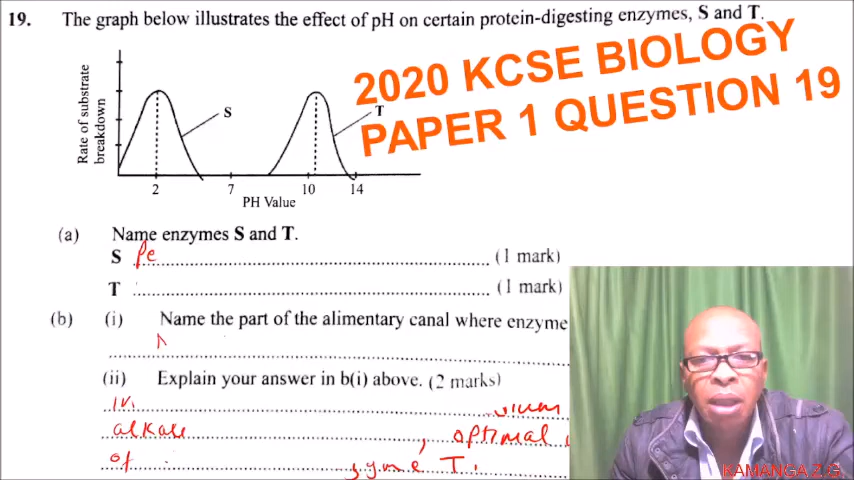 19. The graph below illustrates the effect of pH on certain protein-digesting enzymes, S and T.
2020 KCSE BIOLOGY
PAPER 1 QUESTION 19
Rate of substrate
breakdown
S
T
2 7 10 14
PH Value
(a) Name enzymes S and T.
S Pe (1 mark)
T (1 mark)
(b) (i) Name the part of the alimentary canal where enzyme
(ii) Explain your answer in b(i) above. (2 marks)
, optimal
of T.
KAMANGA Z.G